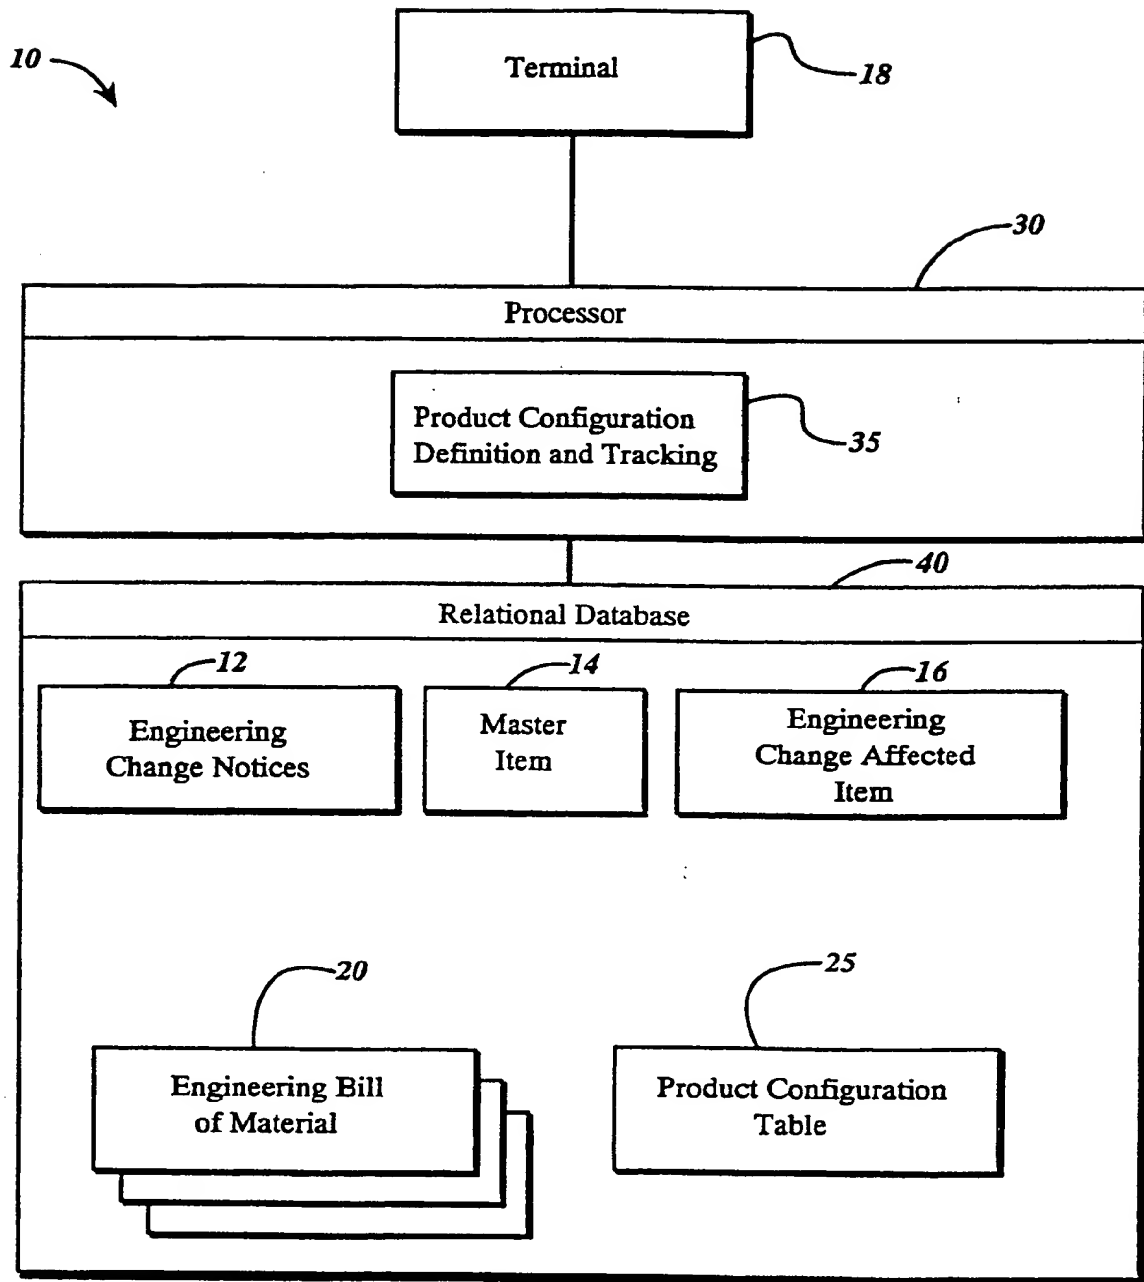 10
Terminal
18
30
Processor
Product Configuration
Definition and Tracking
35
40
Relational Database
12
14
16
Engineering
Change Notices
Master
Item
Engineering
Change Affected
Item
20
25
Engineering Bill
of Material
Product Configuration
Table